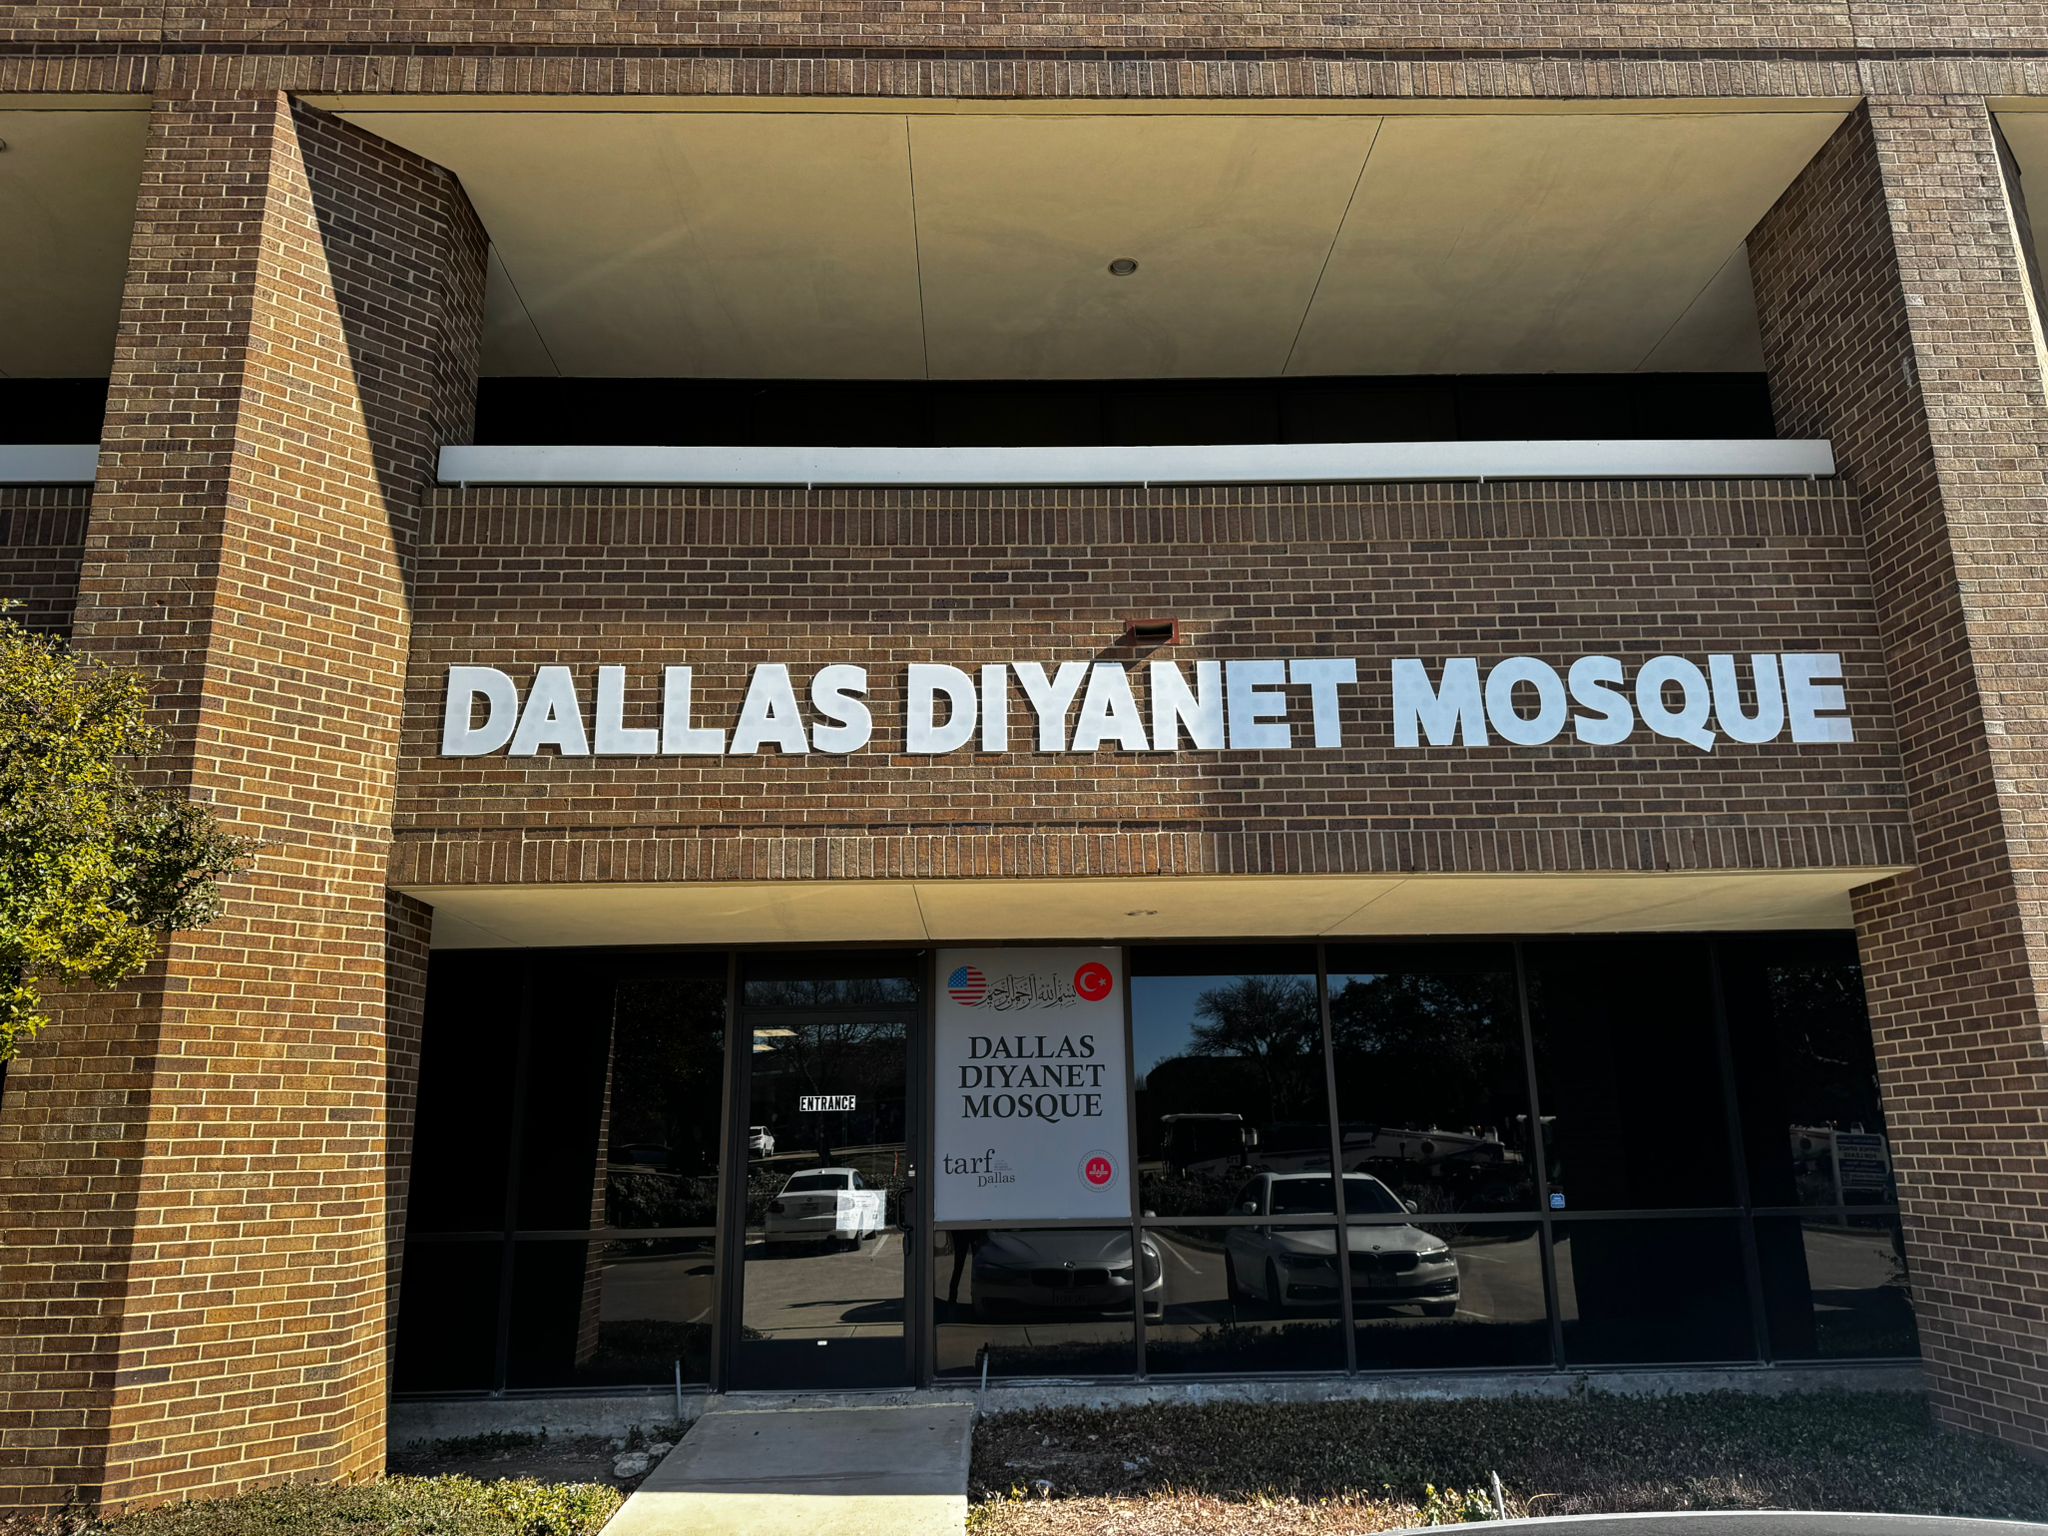 DALLAS DIYANET MOSQUE
بسم الله الرحمن الرحيم
DALLAS
DIYANET
MOSQUE
ENTRANCE
tarf
Dallas